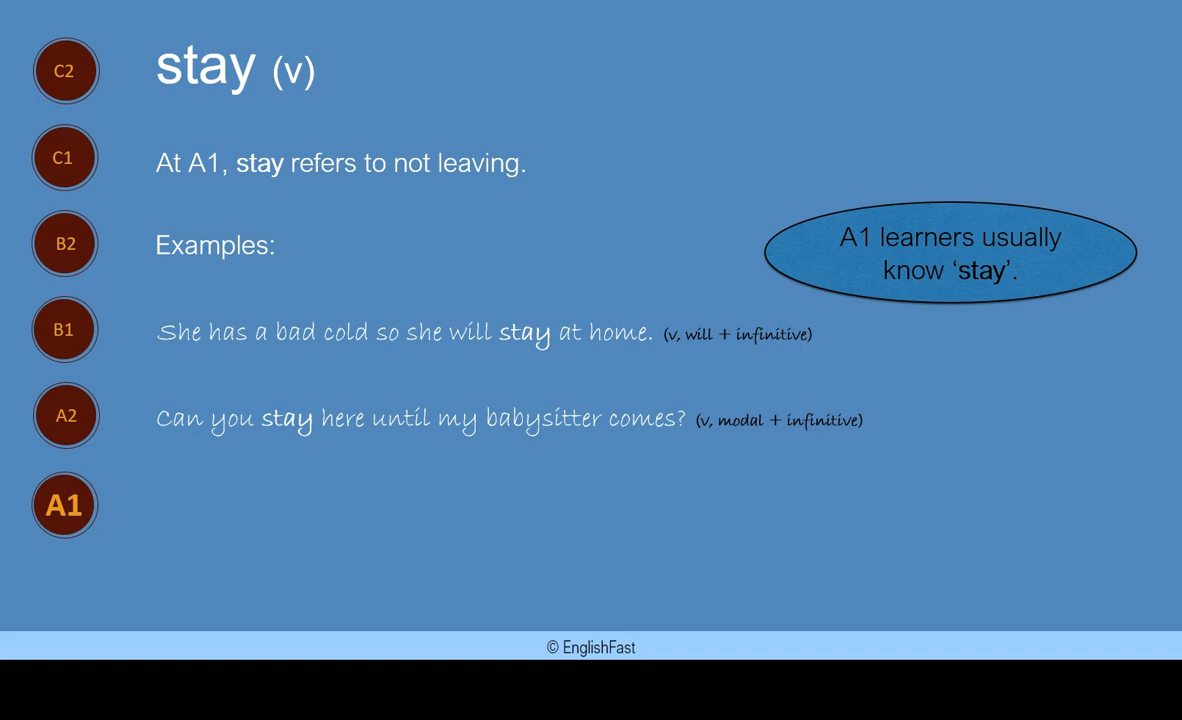 C2
stay (v)
C1
At A1, stay refers to not leaving.
B2
Examples:
A1 learners usually
know ‘stay’.
B1
She has a bad cold so she will stay at home. (v, will + infinitive)
A2
Can you stay here until my babysitter comes? (v, modal + infinitive)
A1
© EnglishFast